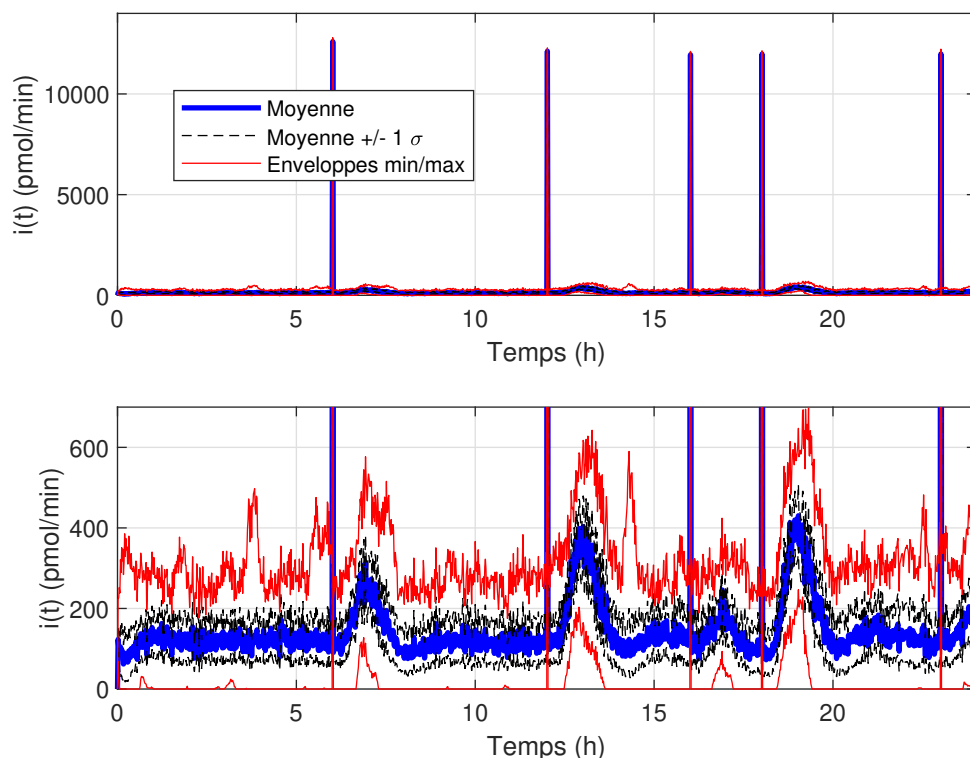 10000
5000
0
i(t) (pmol/min)
Moyenne
Moyenne +/- 1 σ
Enveloppes min/max
0 5 10 15 20
Temps (h)
600
400
200
0
i(t) (pmol/min)
0 5 10 15 20
Temps (h)